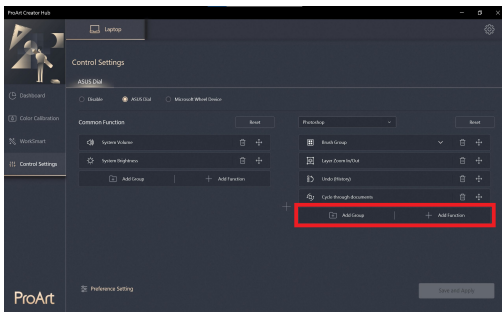 ProArt Creator Hub
Laptop
Control Settings
ASUS Dial
Disable
ASUS Dial
Microsoft Wheel Device
Dashboard
Color Calibration
WorkSmart
Control Settings
Common Function
Reset
System Volume
System Brightness
Add Group
Add Function
Photoshop
Reset
Brush Group
Layer Zoom In/Out
Undo (History)
Cycle through documents
Add Group
Add Function
Preference Setting
Save and Apply
ProArt